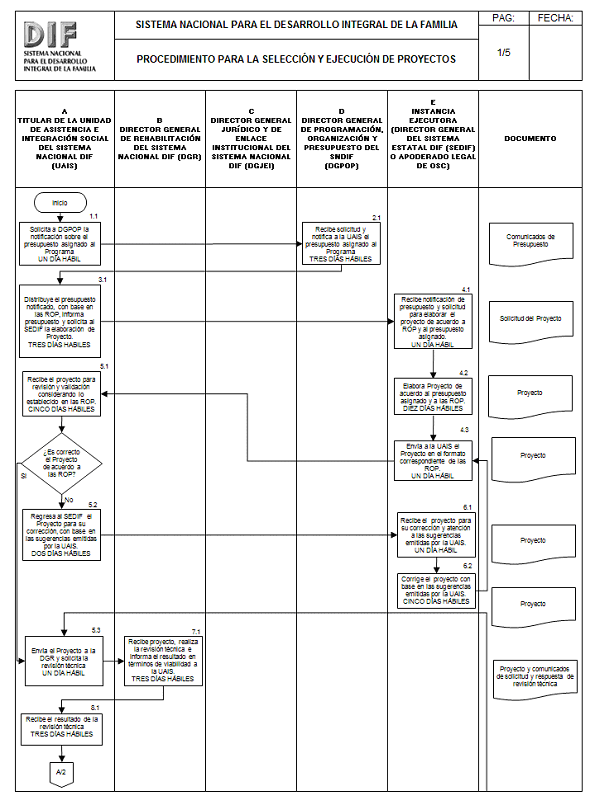 DIF
SISTEMA NACIONAL
PARA EL DESARROLLO
INTEGRAL DE LA FAMILIA
SISTEMA NACIONAL PARA EL DESARROLLO INTEGRAL DE LA FAMILIA
PROCEDIMIENTO PARA LA SELECCIÓN Y EJECUCIÓN DE PROYECTOS
PAG:
FECHA:
1/5
A
TITULAR DE LA UNIDAD
DE ASISTENCIA E
INTEGRACIÓN SOCIAL
DEL SISTEMA
NACIONAL DIF
(UAIS)
B
DIRECTOR GENERAL
DE REHABILITACIÓN
DEL SISTEMA
NACIONAL DIF (DGR)
C
DIRECTOR GENERAL
JURÍDICO Y DE
ENLACE
INSTITUCIONAL DEL
SISTEMA NACIONAL
DIF (DGJEI)
D
DIRECTOR GENERAL
DE PROGRAMACIÓN,
ORGANIZACIÓN Y
PRESUPUESTO DEL
SNDIF
(DGPOP)
E
INSTANCIA
EJECUTORA
(DIRECTOR GENERAL
DEL SISTEMA
ESTATAL DIF (SEDIF)
O APODERADO LEGAL
DE OSC)
DOCUMENTO
Inicio
1.1
Solicita a DGPOP la
notificación sobre el
presupuesto asignado al
Programa
UN DÍA HÁBIL
2.1
Recibe solicitud y
notifica a la UAIS el
presupuesto asignado al
Programa
TRES DÍAS HÁBILES
Comunicados de
Presupuesto
3.1
Distribuye el presupuesto
notificado, con base en
las ROP, informa
presupuesto y solicita al
SEDIF la elaboración de
Proyecto.
TRES DÍAS HÁBILES
4.1
Recibe notificación de
presupuesto y solicitud
para elaborar el
proyecto de acuerdo a
ROP y al presupuesto
asignado.
UN DÍA HÁBIL
Solicitud del Proyecto
4.2
Elabora Proyecto de
acuerdo al presupuesto
asignado y a las ROP.
DIEZ DÍAS HÁBILES
Proyecto
5.1
Recibe el proyecto para
revisión y validación
considerando lo
establecido en las ROP.
CINCO DÍAS HÁBILES
4.3
Envía a la UAIS el
Proyecto en el formato
correspondiente de las
ROP.
UN DÍA HÁBIL
Proyecto
¿Es correcto
el Proyecto
de acuerdo a
las ROP?
Si
No
5.2
Regresa al SEDIF el
Proyecto para su
corrección, con base en
las sugerencias emitidas
por la UAIS.
DOS DÍAS HÁBILES
6.1
Recibe el proyecto para
su corrección y atención
a las sugerencias
emitidas por la UAIS.
UN DÍA HÁBIL
Proyecto
6.2
Corrige el proyecto con
base en las sugerencias
emitidas por la UAIS.
CINCO DÍAS HÁBILES
Proyecto
5.3
Envía el Proyecto a la
DGR y solicita la
revisión técnica
UN DÍA HÁBIL
7.1
Recibe proyecto, realiza
la revisión técnica e
informa el resultado en
términos de viabilidad a
la UAIS.
TRES DÍAS HÁBILES
Proyecto y comunicados
de solicitud y respuesta de
revisión técnica
8.1
Recibe el resultado de la
revisión técnica
TRES DÍAS HÁBILES
A/2